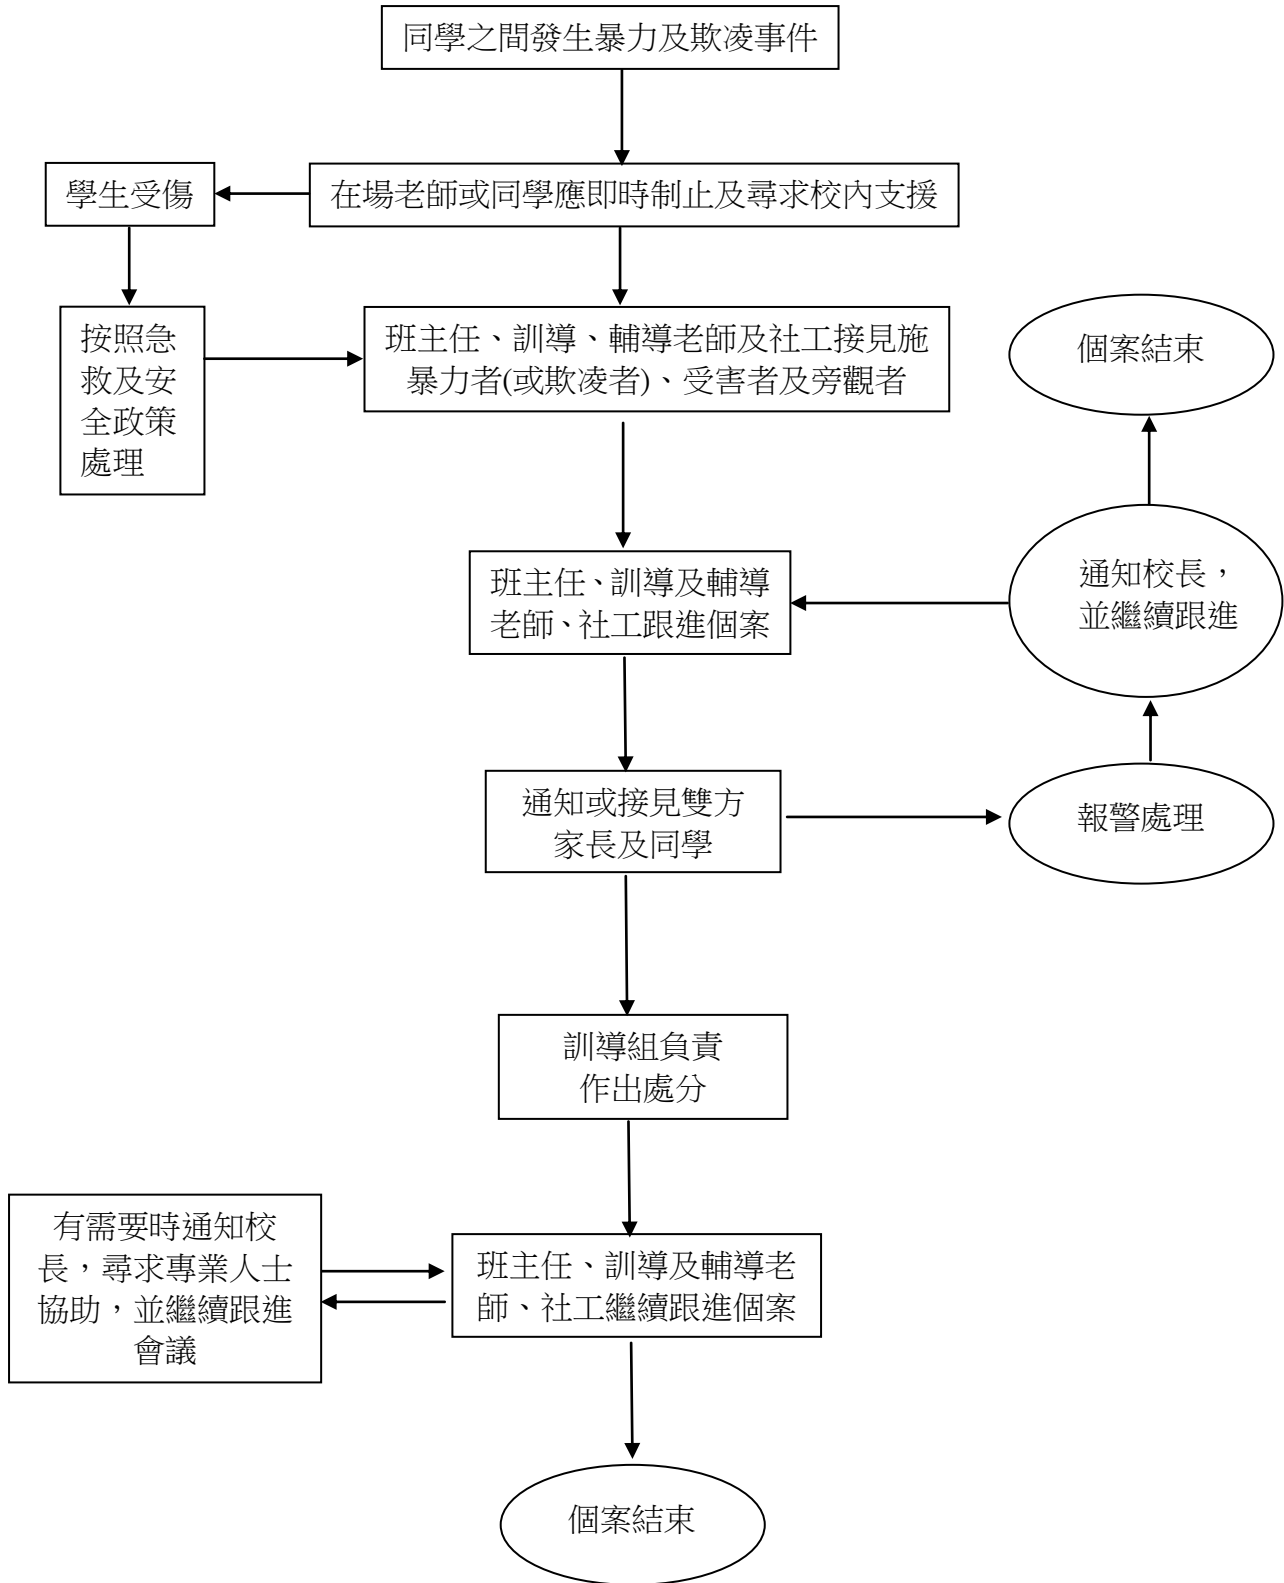 同學之間發生暴力及欺凌事件
學生受傷
在場老師或同學應即時制止及尋求校內支援
按照急
救及安
全政策
處理
班主任、訓導、輔導老師及社工接見施
暴力者(或欺凌者)、受害者及旁觀者
個案結束
通知校長，
並繼續跟進
班主任、訓導及輔導
老師、社工跟進個案
通知或接見雙方
家長及同學
報警處理
訓導組負責
作出處分
有需要時通知校
長，尋求專業人士
協助，並繼續跟進
會議
班主任、訓導及輔導老
師、社工繼續跟進個案
個案結束